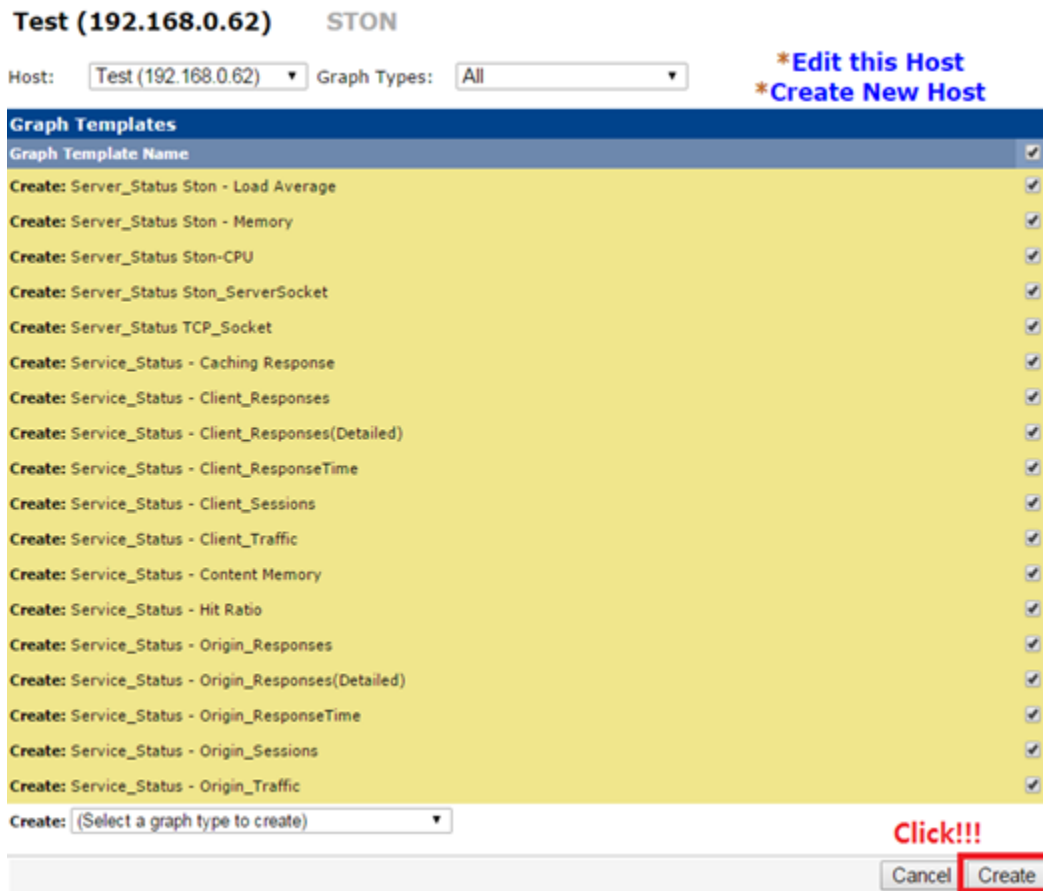 Test (192.168.0.62) STON
Host: Test (192.168.0.62) Graph Types: All
*Edit this Host
*Create New Host
Graph Templates
Graph Template Name
Create: Server_Status Ston - Load Average
Create: Server_Status Ston - Memory
Create: Server_Status Ston-CPU
Create: Server_Status Ston_ServerSocket
Create: Server_Status TCP_Socket
Create: Service_Status - Caching Response
Create: Service_Status - Client_Responses
Create: Service_Status - Client_Responses(Detailed)
Create: Service_Status - Client_ResponseTime
Create: Service_Status - Client_Sessions
Create: Service_Status - Client_Traffic
Create: Service_Status - Content Memory
Create: Service_Status - Hit Ratio
Create: Service_Status - Origin_Responses
Create: Service_Status - Origin_Responses(Detailed)
Create: Service_Status - Origin_ResponseTime
Create: Service_Status - Origin_Sessions
Create: Service_Status - Origin_Traffic
Create: (Select a graph type to create)
Click!!!
Cancel Create